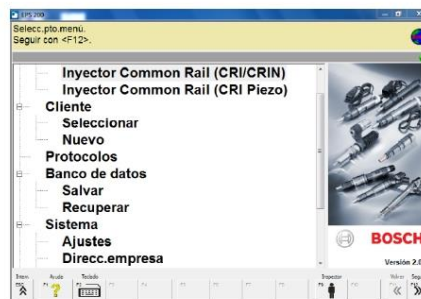 EPS 200
Selecc.pto.menú.
Seguir con <F12>.
Inyector Common Rail (CRI/CRIN)
Inyector Common Rail (CRI Piezo)
Cliente
Seleccionar
Nuevo
Protocolos
Banco de datos
Salvar
Recuperar
Sistema
Ajustes
Direcc.empresa
BOSCH
Versión 2.0
Ayuda
Teclado
Inspector
Volver